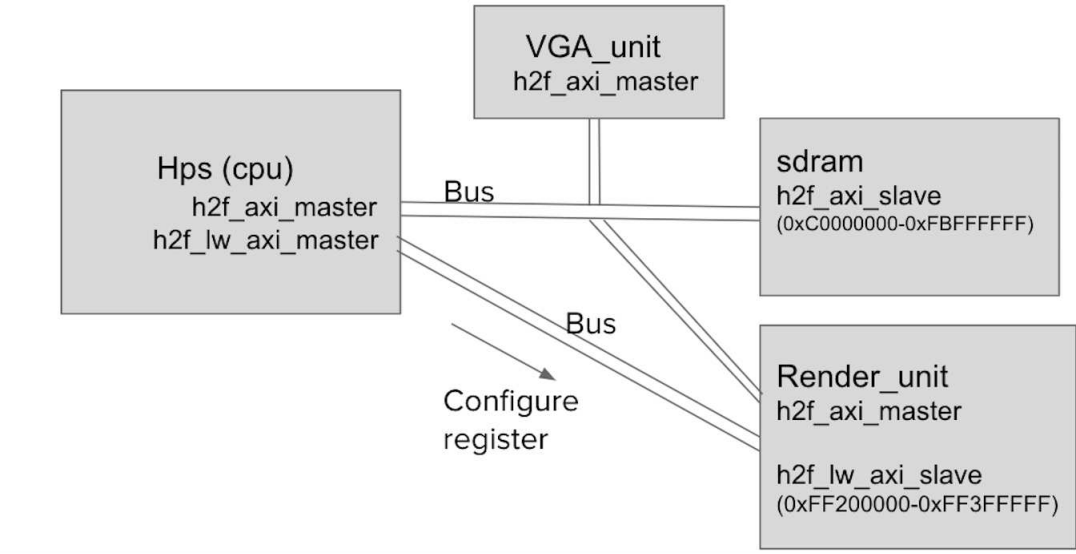 VGA_unit
h2f_axi_master
Hps (cpu)
h2f_axi_master
h2f_lw_axi_master
Bus
sdram
h2f_axi_slave
(0xC0000000-0xFBFFFFFF)
Bus
Configure
register
Render_unit
h2f_axi_master
h2f_lw_axi_slave
(0xFF200000-0xFF3FFFFF)